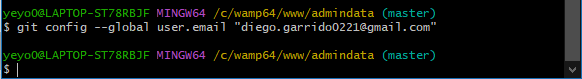 yeyo0@LAPTOP-ST78RBJF MINGW64 /c/wamp64/www/admindata (master)
$ git config --global user.email "diego.garrido0221@gmail.com"
yeyo0@LAPTOP-ST78RBJF MINGW64 /c/wamp64/www/admindata (master)
$